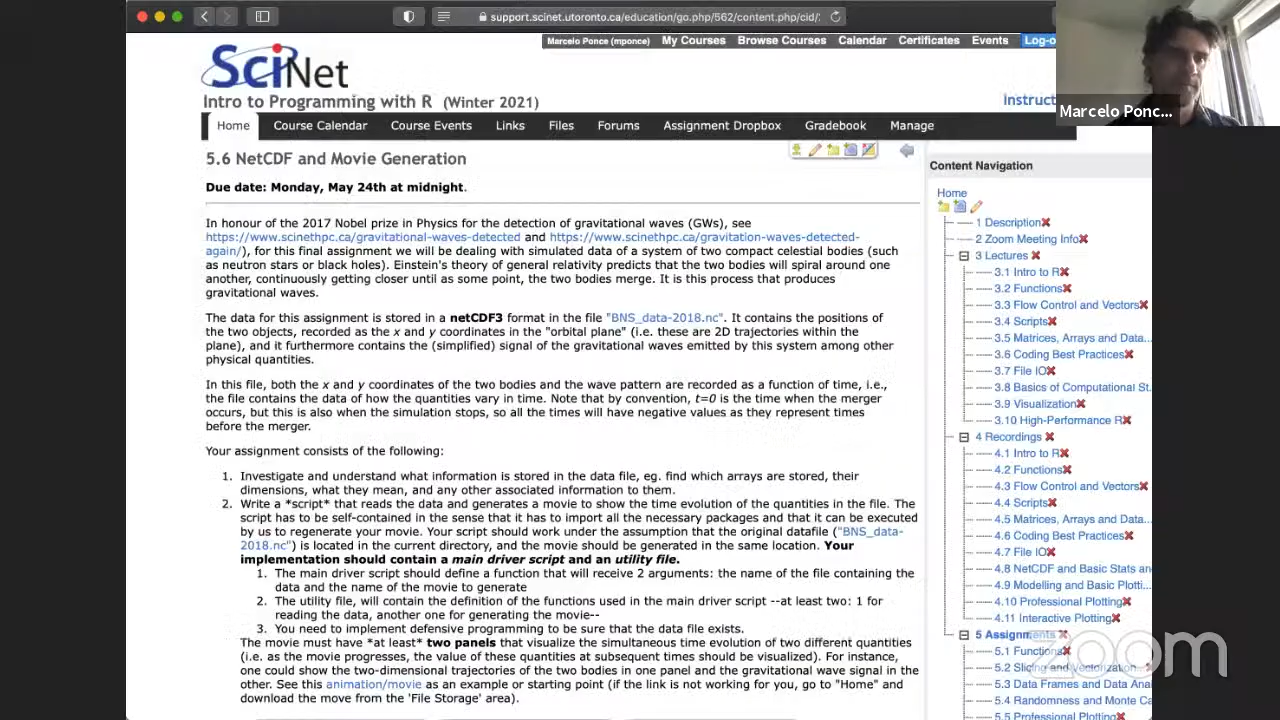 support.scinet.utoronto.ca/education/go.php/562/content.php/cid/
Marcelo Ponce (mponce) My Courses Browse Courses Calendar Certificates Events Log-o
SciNet
Intro to Programming with R (Winter 2021)
Instruct
Marcelo Ponc...
Home Course Calendar Course Events Links Files Forums Assignment Dropbox Gradebook Manage
5.6 NetCDF and Movie Generation
Due date: Monday, May 24th at midnight.
In honour of the 2017 Nobel prize in Physics for the detection of gravitational waves (GWs), see
https://www.scinethpc.ca/gravitational-waves-detected and https://www.scinethpc.ca/gravitation-waves-detected-
again/), for this final assignment we will be dealing with simulated data of a system of two compact celestial bodies (such
as neutron stars or black holes). Einstein's theory of general relativity predicts that the two bodies will spiral around one
another, continuously getting closer until as some point, the two bodies merge. It is this process that produces
gravitational waves.
The data for this assignment is stored in a netCDF3 format in the file "BNS_data-2018.nc". It contains the positions of
the two objects, recorded as the x and y coordinates in the "orbital plane" (i.e. these are 2D trajectories within the
plane), and it furthermore contains the (simplified) signal of the gravitational waves emitted by this system among other
physical quantities.
In this file, both the x and y coordinates of the two bodies and the wave pattern are recorded as a function of time, i.e.,
the file contains the data of how the quantities vary in time. Note that by convention, t=0 is the time when the merger
occurs, but this is also when the simulation stops, so all the times will have negative values as they represent times
before the merger.
Your assignment consists of the following:
1. Investigate and understand what information is stored in the data file, eg. find which arrays are stored, their
dimensions, what they mean, and any other associated information to them.
2. Write a *script* that reads the data and generates a movie to show the time evolution of the quantities in the file. The
script has to be self-contained in the sense that it has to import all the necessary packages and that it can be executed
by us to regenerate your movie. Your script should work under the assumption that the original datafile ("BNS_data-
2018.nc") is located in the current directory, and the movie should be generated in the same location. Your
implementation should contain a main driver script and an utility file.
1. The main driver script should define a function that will receive 2 arguments: the name of the file containing the
data and the name on the movie to generate
2. The utility file, will contain the definition of the functions used in the main driver script --at least two: 1 for
reading the data, another one for generating the movie--
3. You need to implement defensive programming to be sure that the data file exists.
The movie must have *at least* two panels that visualize the simultaneous time evolution of two different quantities
(i.e. as the movie progresses, the value of these quantities at subsequent times should be visualized). For instance,
one could show the two-dimensional trajectories of the two bodies in one panel and the gravitational wave signal in the
other. See this animation/movie as an example or starting point (if the link is not working for you, go to "Home" and
download the move from the 'File Storage' area).
Content Navigation
Home
1 Description
2 Zoom Meeting Info
3 Lectures
3.1 Intro to R
3.2 Functions
3.3 Flow Control and Vectors
3.4 Scripts
3.5 Matrices, Arrays and Data...
3.6 Coding Best Practices
3.7 File IO
3.8 Basics of Computational St.
3.9 Visualization
3.10 High-Performance R
4 Recordings
4.1 Intro to R
4.2 Functions
4.3 Flow Control and Vectors
4.4 Scripts
4.5 Matrices, Arrays and Data...
4.6 Coding Best Practices
4.7 File IO
4.8 NetCDF and Basic Stats an
4.9 Modelling and Basic Plotti...
4.10 Professional Plotting
4.11 Interactive Plotting
5 Assignments
5.1 Functions
5.2 Slicing and Vectorization...
5.3 Data Frames and Data Ana
5.4 Randomness and Monte Ca
5.5 Professional Plotting
zoom